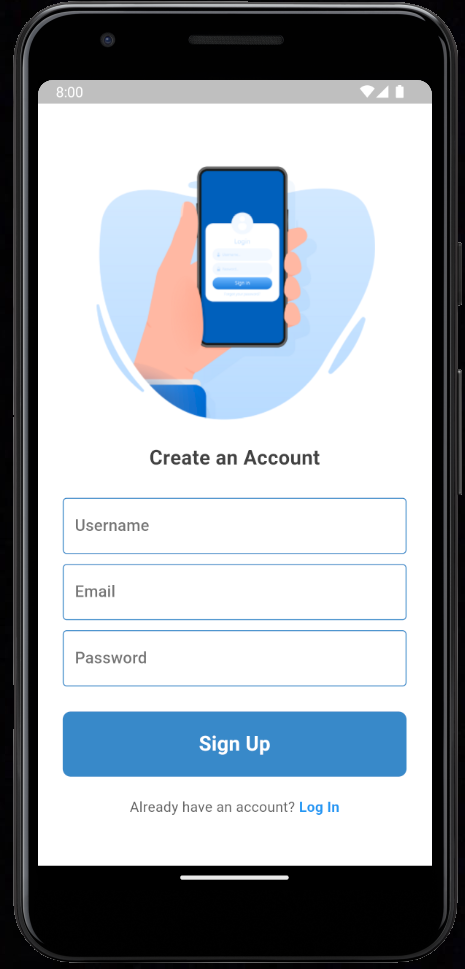 8:00
Login
Sign in
Create an Account
Username
Email
Password
Sign Up
Already have an account? Log In